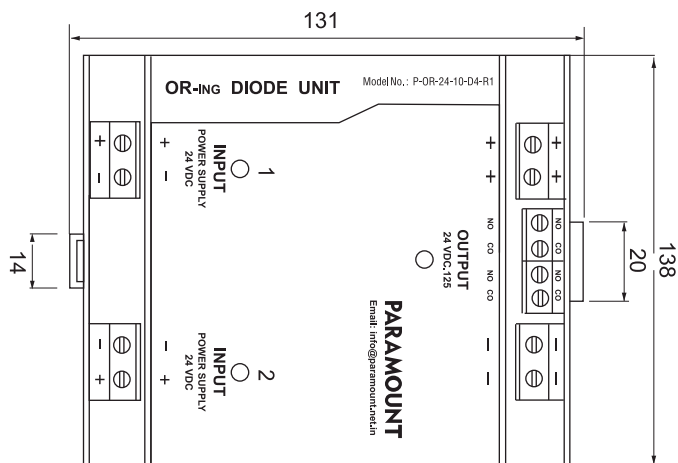 131
OR-ING DIODE UNIT
Model No.: P-OR-24-10-D4-R1
+ -
+ -
INPUT 1
POWER SUPPLY
24 VDC
+ +
+ +
NO CO NO CO
NO CO NO CO
OUTPUT
24 VDC.125
14
138
20
PARAMOUNT
Email: info@paramount.net.in
- +
- +
INPUT 2
POWER SUPPLY
24 VDC
- -
- -